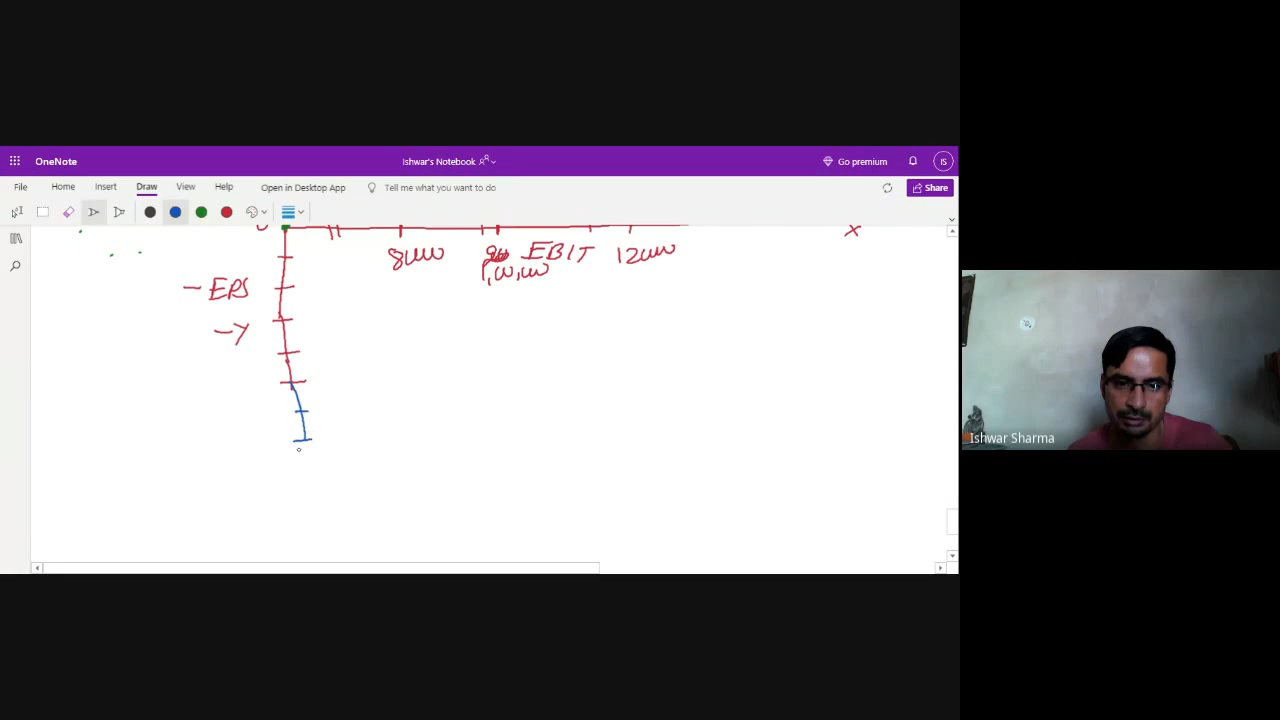 OneNote
Ishwar's Notebook
Go premium
IS
File Home Insert Draw View Help Open in Desktop App Tell me what you want to do
Share
0 X
8000 EBIT 12000
1,00,000
- EPS
-Y
Ishwar Sharma